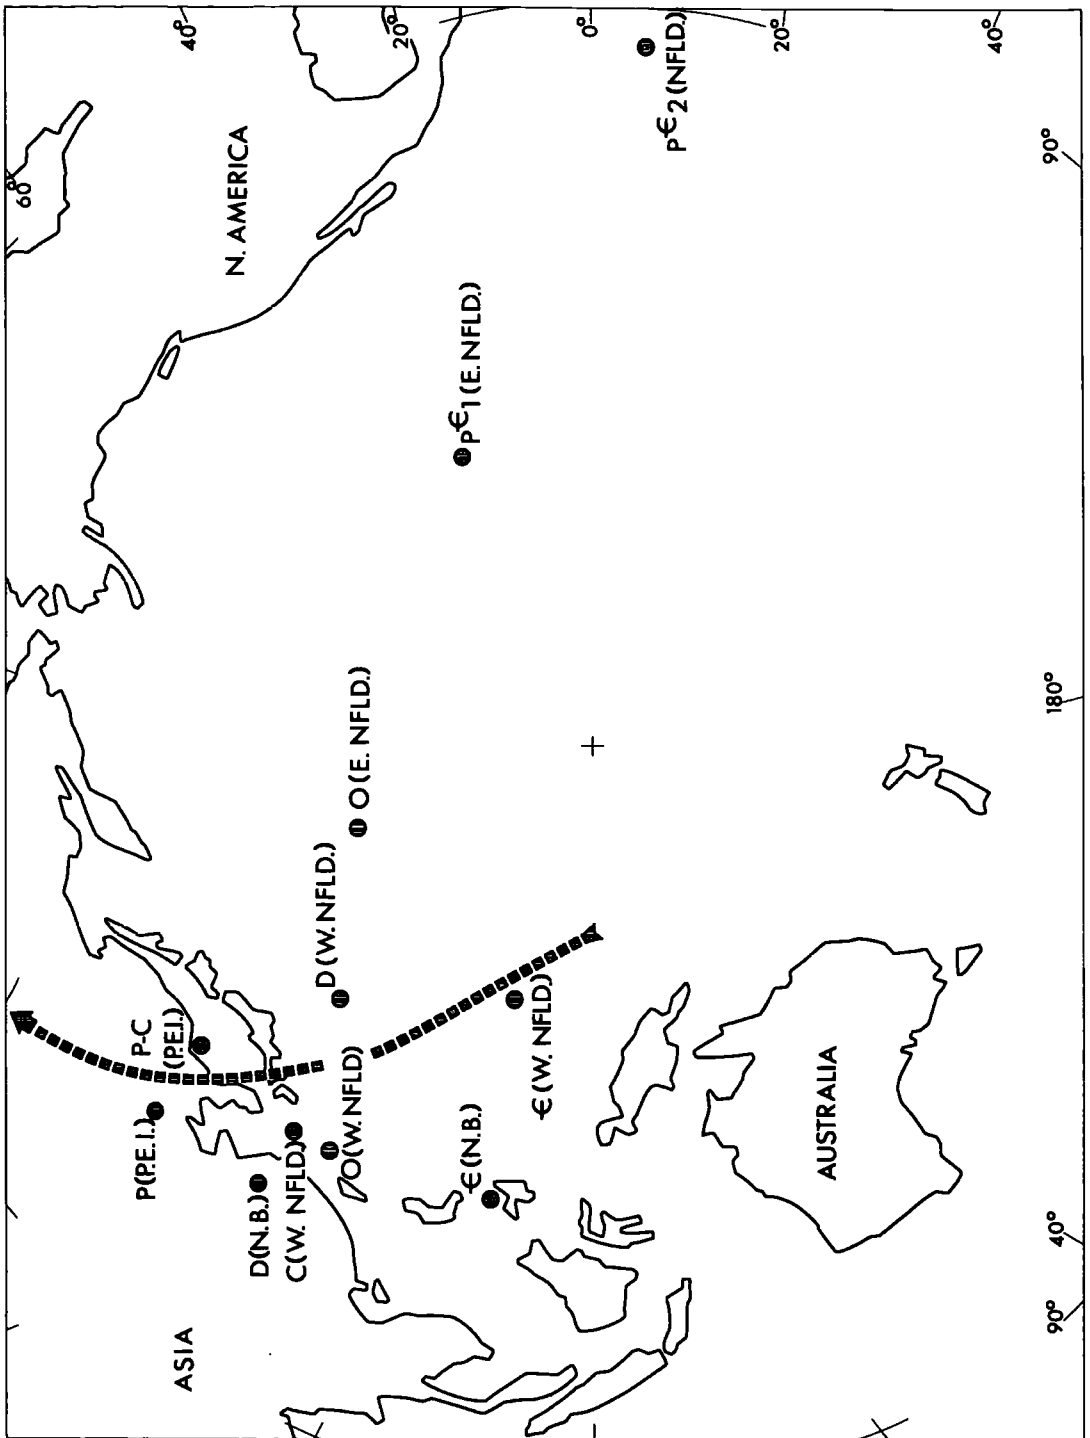 60°
40°
20°
0°
20°
40°
N. AMERICA
PЄ2 (NFLD.)
90°
PЄ1 (E. NFLD.)
O (E. NFLD.)
180°
D (W. NFLD.)
P-C
(P.E.I.)
P(P.E.I.)
O(W. NFLD)
Є(W. NFLD)
D(N.B.)
C(W. NFLD.)
Є(N.B.)
AUSTRALIA
ASIA
40°
90°